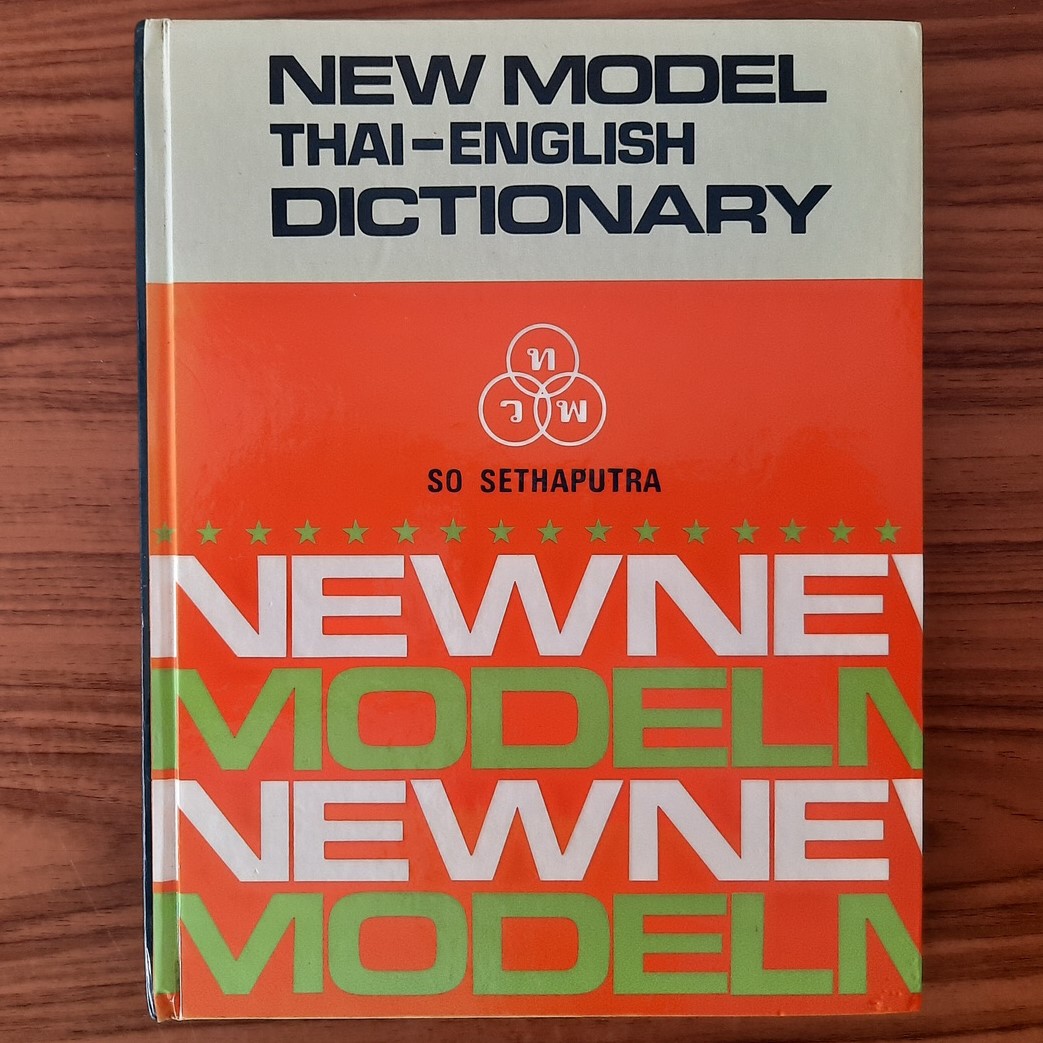 NEW MODEL
THAI-ENGLISH
DICTIONARY
ท
ว พ
SO SETHAPUTRA
NEWNEW
MODELM
NEWNEW
MODELM